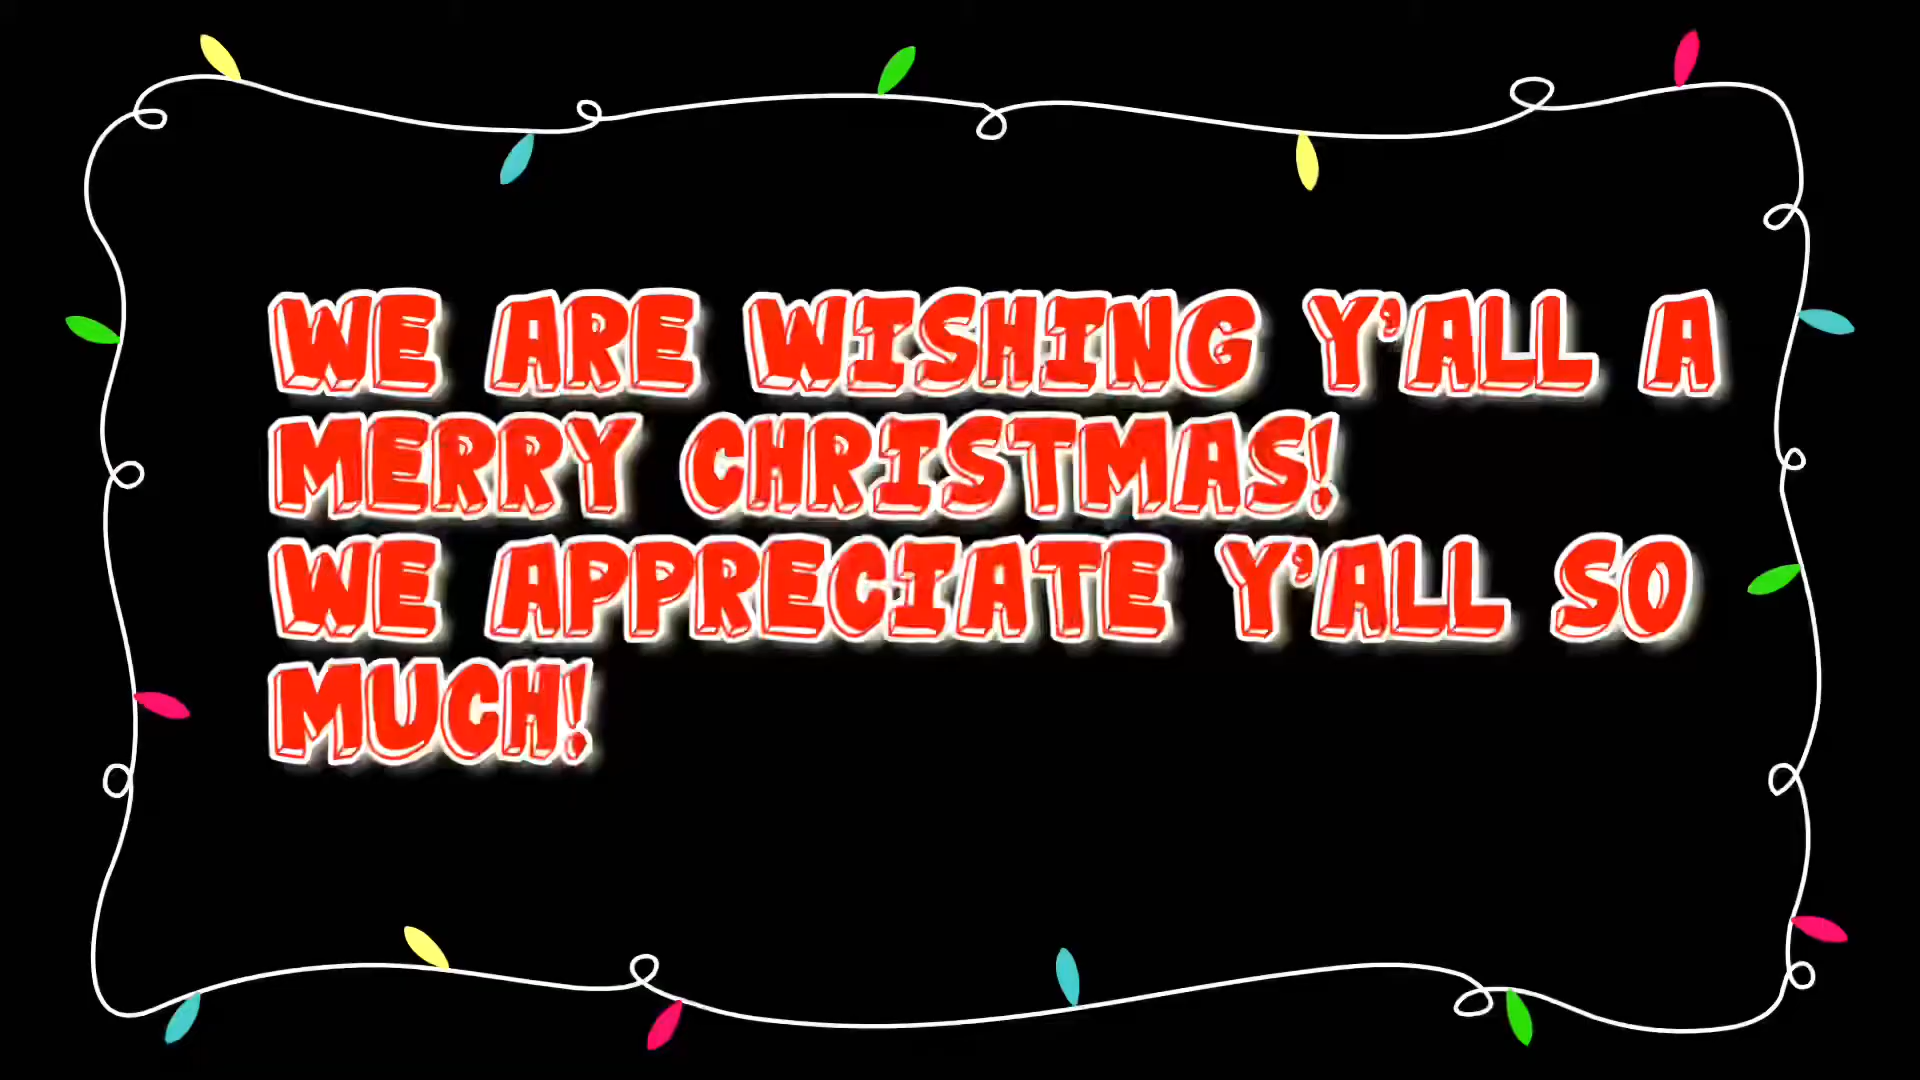 WE ARE WISHING Y'ALL A
MERRY CHRISTMAS!
WE APPRECIATE Y'ALL SO
MUCH!